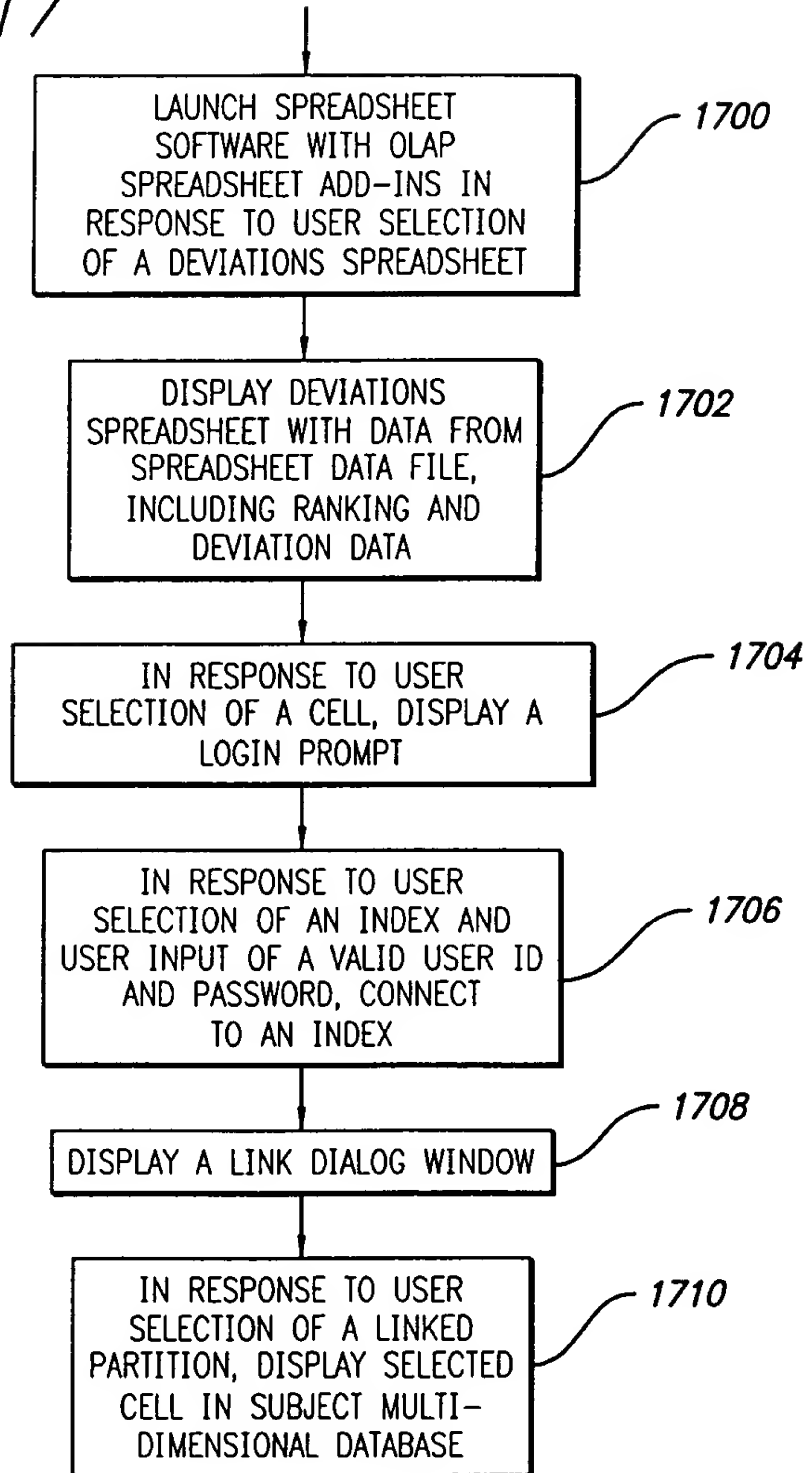 17
LAUNCH SPREADSHEET
SOFTWARE WITH OLAP
SPREADSHEET ADD-INS IN
RESPONSE TO USER SELECTION
OF A DEVIATIONS SPREADSHEET
1700
DISPLAY DEVIATIONS
SPREADSHEET WITH DATA FROM
SPREADSHEET DATA FILE,
INCLUDING RANKING AND
DEVIATION DATA
1702
IN RESPONSE TO USER
SELECTION OF A CELL, DISPLAY A
LOGIN PROMPT
1704
IN RESPONSE TO USER
SELECTION OF AN INDEX AND
USER INPUT OF A VALID USER ID
AND PASSWORD, CONNECT
TO AN INDEX
1706
DISPLAY A LINK DIALOG WINDOW
1708
IN RESPONSE TO USER
SELECTION OF A LINKED
PARTITION, DISPLAY SELECTED
CELL IN SUBJECT MULTI-
DIMENSIONAL DATABASE
1710